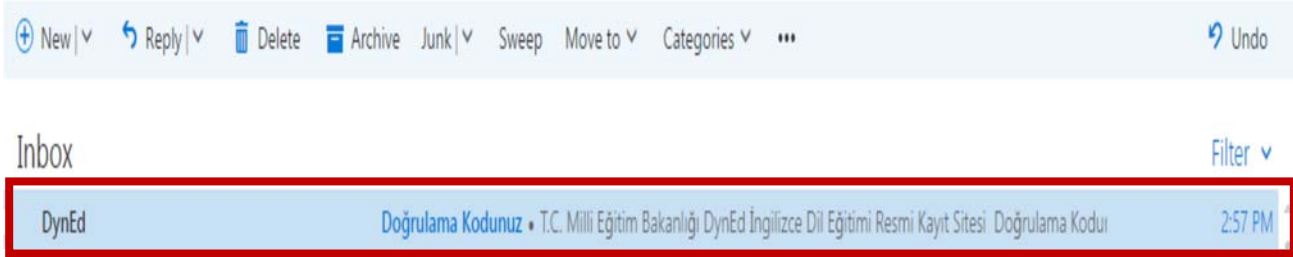 New | Reply | Delete Archive Junk | Sweep Move to Categories ... Undo
Inbox Filter
DynEd Doğrulama Kodunuz • T.C. Milli Eğitim Bakanlığı DynEd İngilizce Dil Eğitimi Resmi Kayıt Sitesi Doğrulama Kodu 2:57 PM